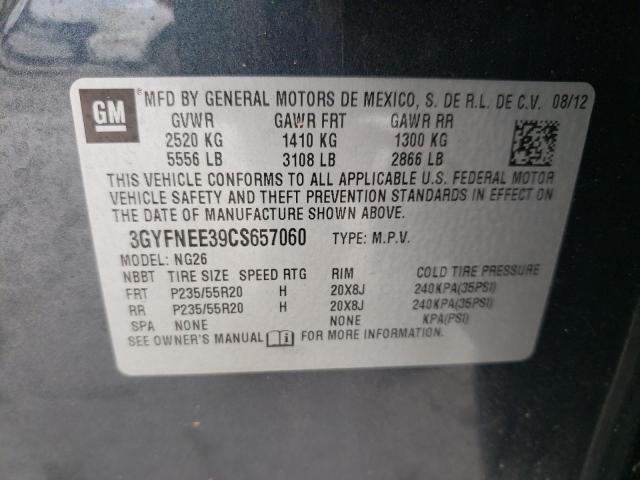 GM ® MFD BY GENERAL MOTORS DE MEXICO, S. DE R.L. DE C.V. 08/12
GVWR GAWR FRT GAWR RR
2520 KG 1410 KG 1300 KG
5556 LB 3108 LB 2866 LB
THIS VEHICLE CONFORMS TO ALL APPLICABLE U.S. FEDERAL MOTOR
VEHICLE SAFETY AND THEFT PREVENTION STANDARDS IN EFFECT ON
THE DATE OF MANUFACTURE SHOWN ABOVE.
3GYFNEE39CS657060 TYPE: M.P.V.
MODEL: NG26
NBBT TIRE SIZE SPEED RTG RIM COLD TIRE PRESSURE
FRT P235/55R20 H 20X8J 240KPA(35PSI)
RR P235/55R20 H 20X8J 240KPA(35PSI)
SPA NONE NONE KPA(PSI)
SEE OWNER'S MANUAL i FOR MORE INFORMATION.